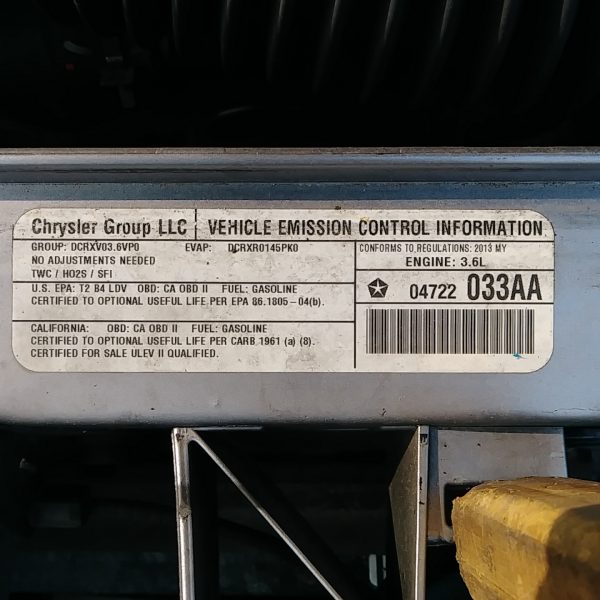 Chrysler Group LLC VEHICLE EMISSION CONTROL INFORMATION
GROUP: DCRXV03.6VP0 EVAP: DCRXR0145PK0
NO ADJUSTMENTS NEEDED
TWC / HO2S / SFI
CONFORMS TO REGULATIONS: 2013 MY
ENGINE: 3.6L
U.S. EPA: T2 B4 LDV OBD: CA OBD II FUEL: GASOLINE
CERTIFIED TO OPTIONAL USEFUL LIFE PER EPA 86.1805-04(b).
04722 033AA
CALIFORNIA: OBD: CA OBD II FUEL: GASOLINE
CERTIFIED TO OPTIONAL USEFUL LIFE PER CARB 1961 (a) (8).
CERTIFIED FOR SALE ULEV II QUALIFIED.